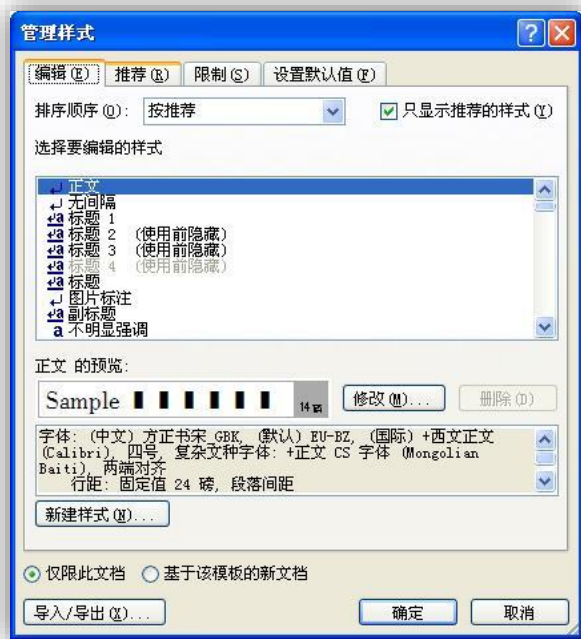 管理样式
编辑(E) 推荐(R) 限制(S) 设置默认值(F)
排序顺序(O): 按推荐 只显示推荐的样式(Y)
选择要编辑的样式
正文
无间隔
标题 1
标题 2 (使用前隐藏)
标题 3 (使用前隐藏)
标题 4 (使用前隐藏)
标题
图片标注
副标题
a 不明显强调
正文 的预览:
Sample 14 磅 修改(M)... 删除(D)
字体: (中文) 方正书宋_GBK, (默认) EU-BZ, (国际) +西文正文
(Calibri), 四号, 复杂文种字体: +正文 CS 字体 (Mongolian
Baiti), 两端对齐
行距: 固定值 24 磅, 段落间距
新建样式(N)...
仅限此文档 基于该模板的新文档
导入/导出(X)... 确定 取消